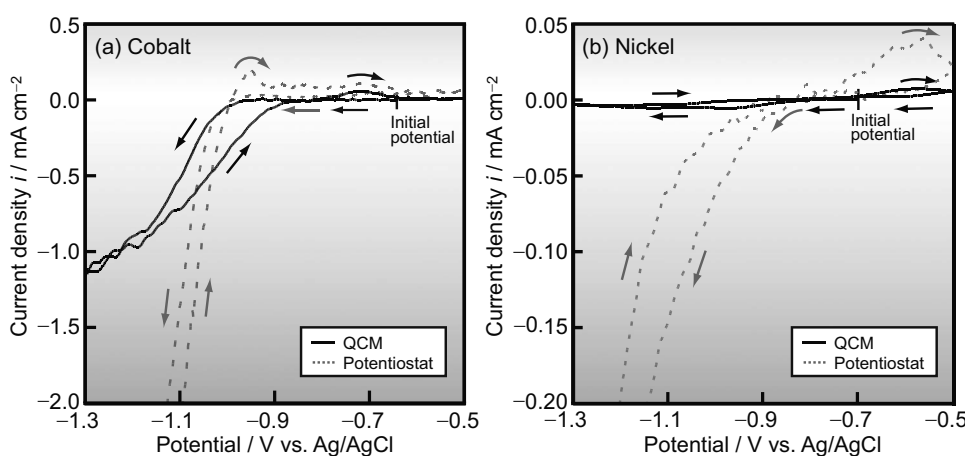 (a) Cobalt
0.5
0.0
−0.5
−1.0
−1.5
−2.0
Current density i / mA cm−2
Initial
potential
QCM
Potentiostat
−1.3 −1.1 −0.9 −0.7 −0.5
Potential / V vs. Ag/AgCl
(b) Nickel
0.05
0.00
−0.05
−0.10
−0.15
−0.20
Current density i / mA cm−2
Initial
potential
QCM
Potentiostat
−1.3 −1.1 −0.9 −0.7 −0.5
Potential / V vs. Ag/AgCl